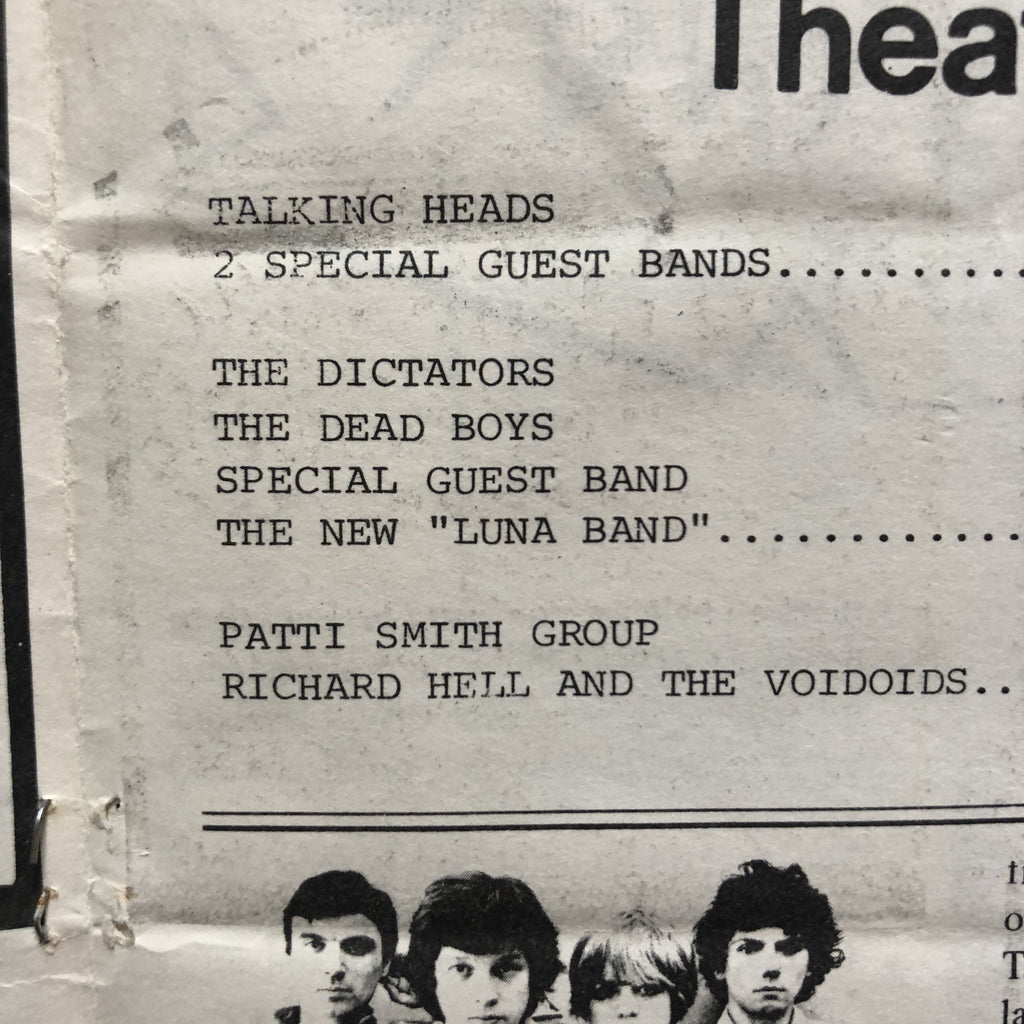 Thea
TALKING HEADS
2 SPECIAL GUEST BANDS..........
THE DICTATORS
THE DEAD BOYS
SPECIAL GUEST BAND
THE NEW "LUNA BAND"............
PATTI SMITH GROUP
RICHARD HELL AND THE VOIDOIDS..
T
la